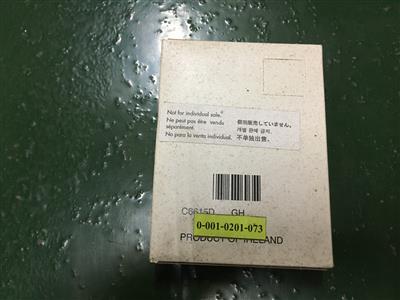 Not for individual sale.
Ne peut pas être vendu
séparément.
No para la venta individual.
個別販売していません。
개별 판매 금지.
不单独出售。
C6615D GH
0-001-0201-073
PRODUCT OF IRELAND